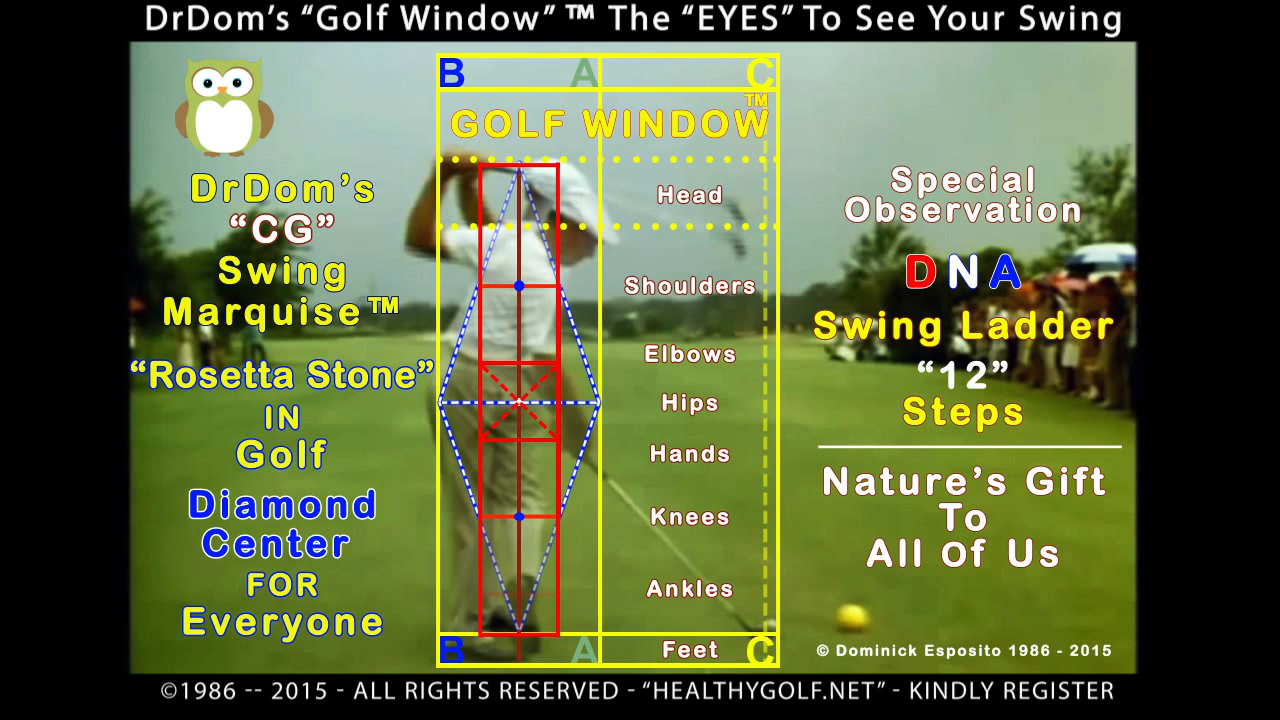 DrDom's “Golf Window” ™ The “EYES” To See Your Swing
B A C
GOLF WINDOW™
DrDom's
“CG”
Swing
Marquise™
“Rosetta Stone”
IN
Golf
Diamond
Center
FOR
Everyone
Head
Shoulders
Elbows
Hips
Hands
Knees
Ankles
B A Feet C
Special
Observation
DNA
Swing Ladder
“12”
Steps
Nature's Gift
To
All Of Us
© Dominick Esposito 1986 - 2015
©1986 -- 2015 - ALL RIGHTS RESERVED - “HEALTHYGOLF.NET” - KINDLY REGISTER